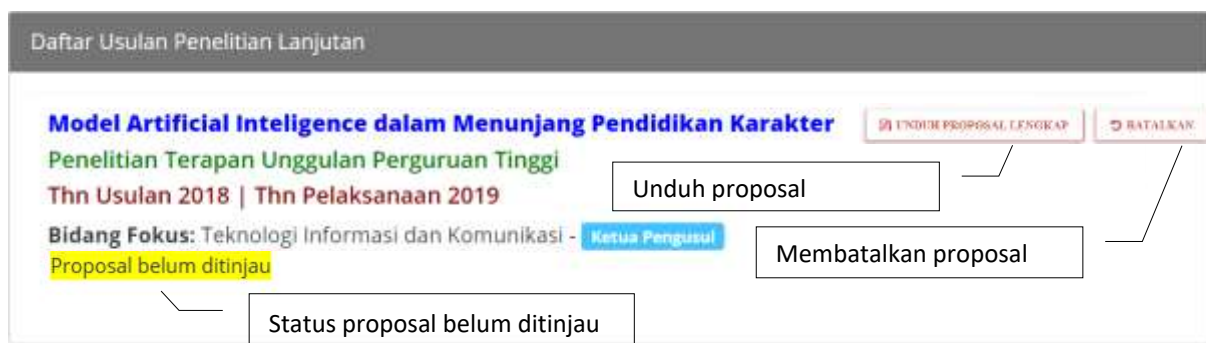 Daftar Usulan Penelitian Lanjutan
Model Artificial Inteligence dalam Menunjang Pendidikan Karakter
UNDUH PROPOSAL LENGKAP
BATALKAN
Penelitian Terapan Unggulan Perguruan Tinggi
Unduh proposal
Thn Usulan 2018 | Thn Pelaksanaan 2019
Bidang Fokus: Teknologi Informasi dan Komunikasi - Ketua Pengusul
Membatalkan proposal
Proposal belum ditinjau
Status proposal belum ditinjau